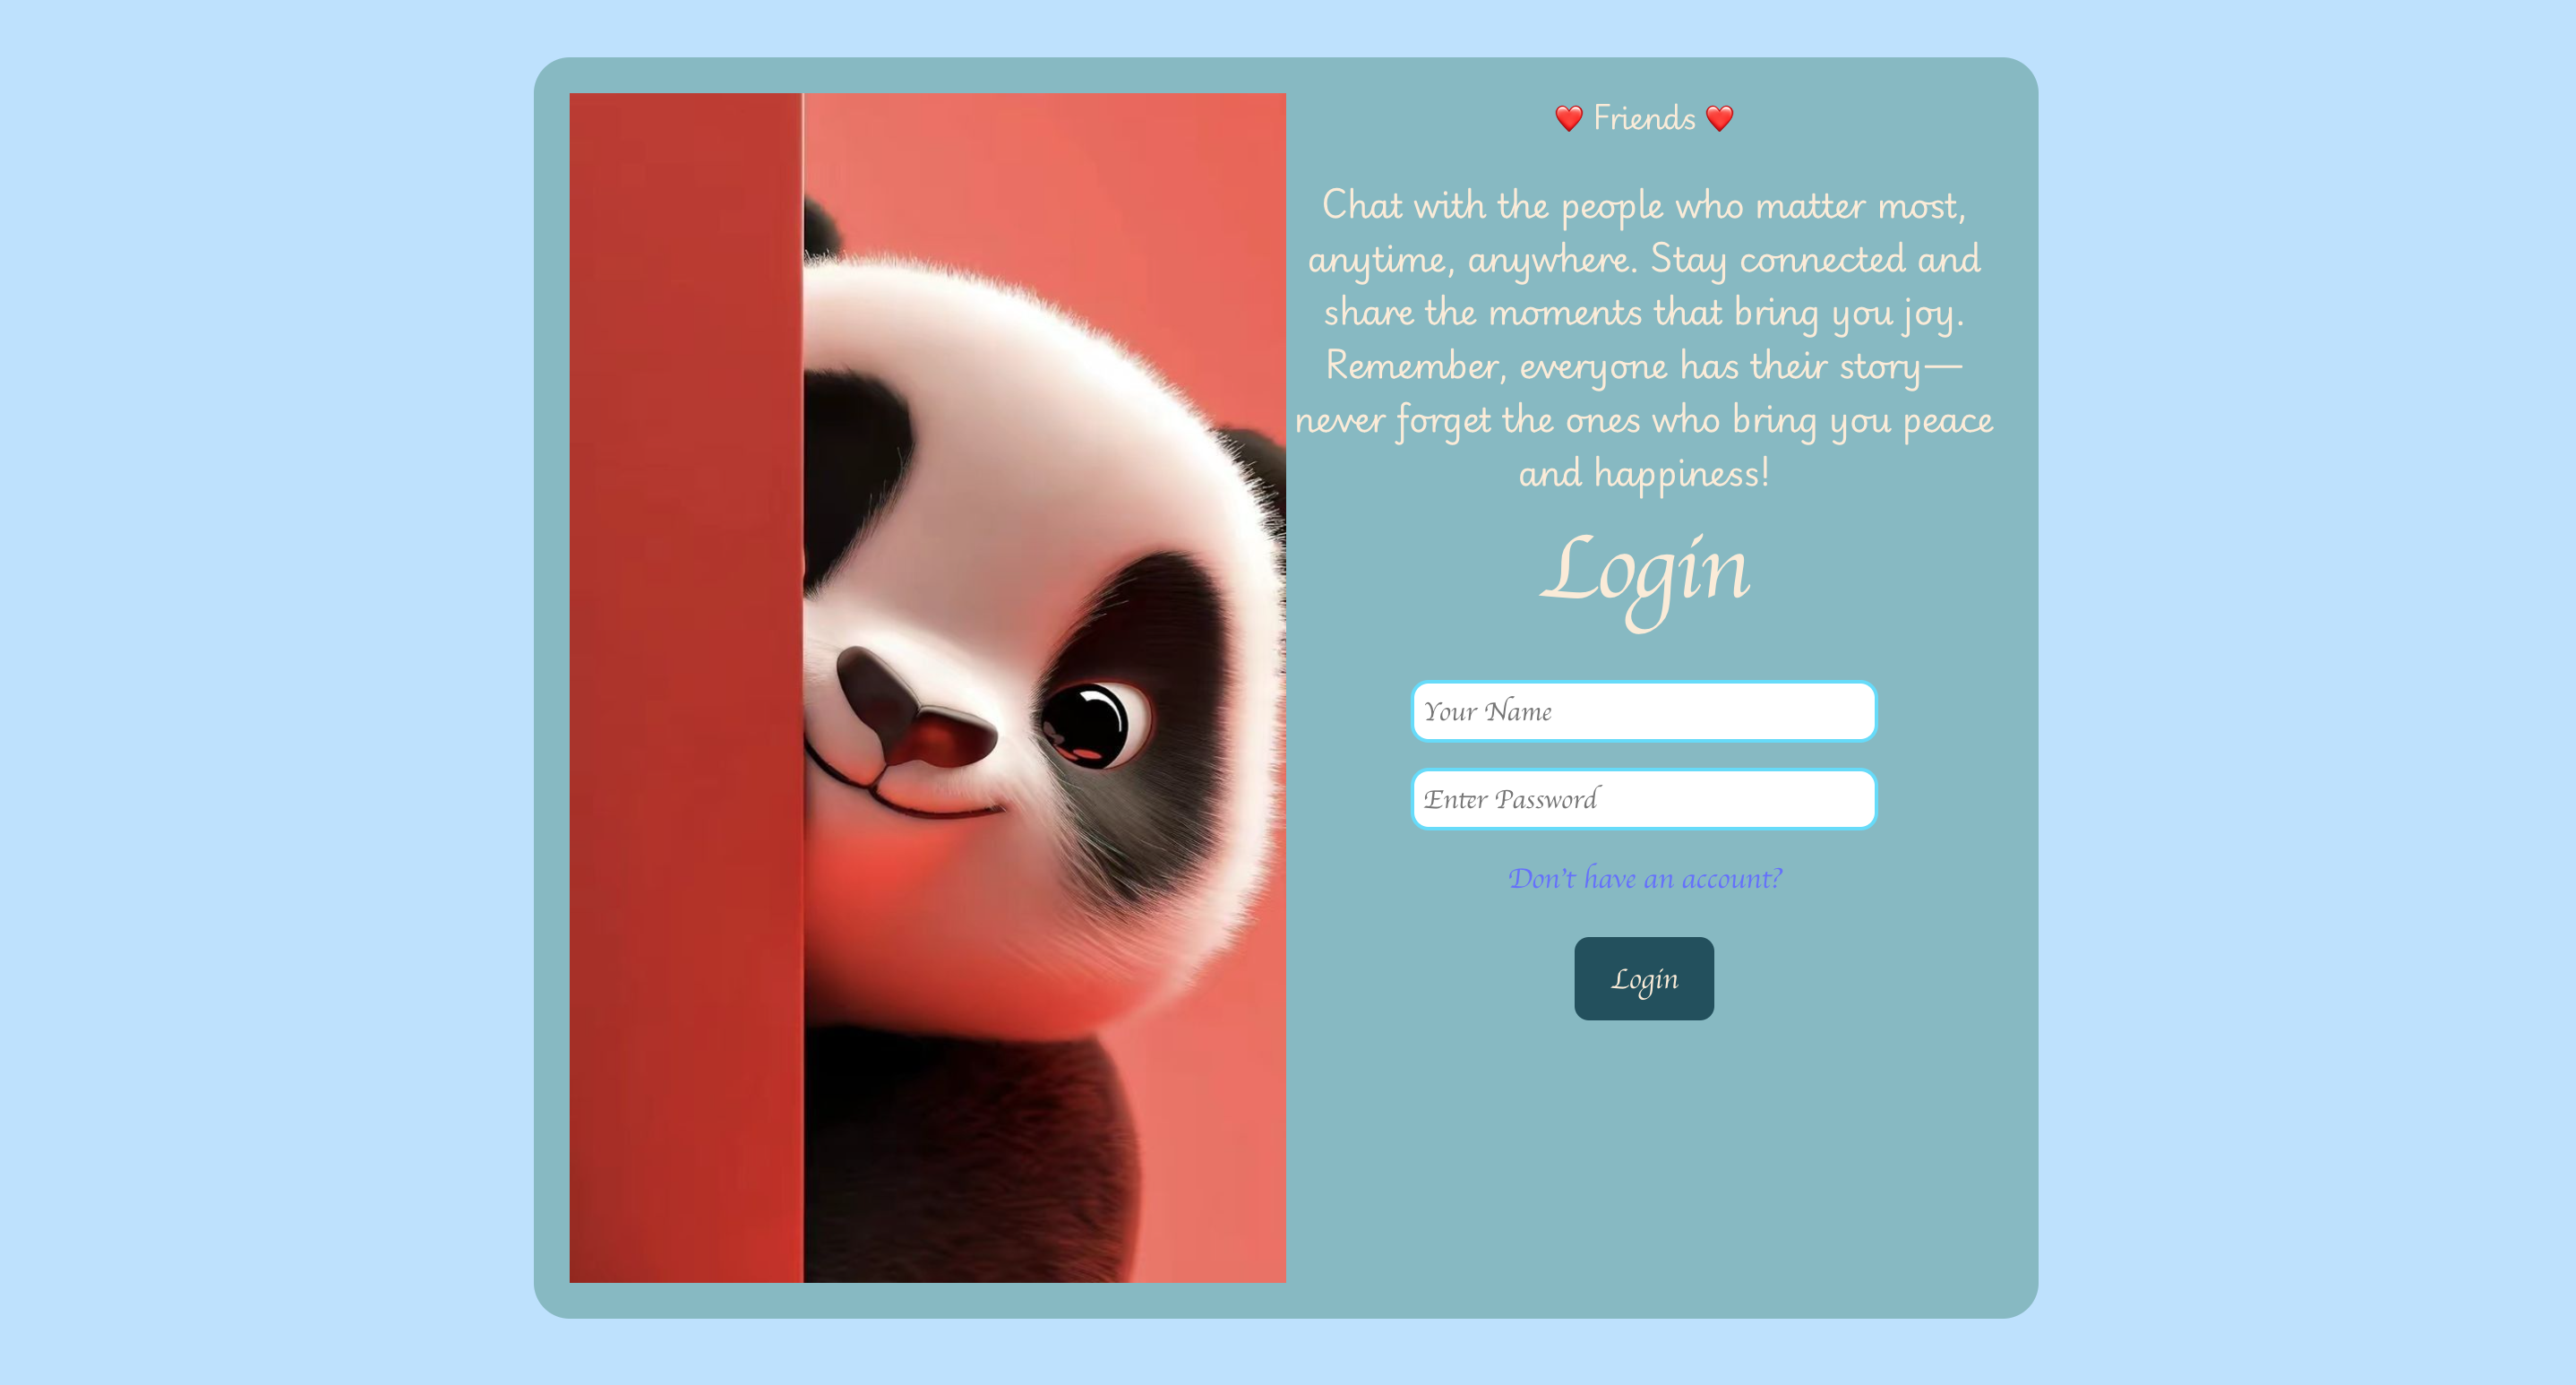 ❤️ Friends ❤️
Chat with the people who matter most,
anytime, anywhere. Stay connected and
share the moments that bring you joy.
Remember, everyone has their story—
never forget the ones who bring you peace
and happiness!
Login
Your Name
Enter Password
Don't have an account?
Login